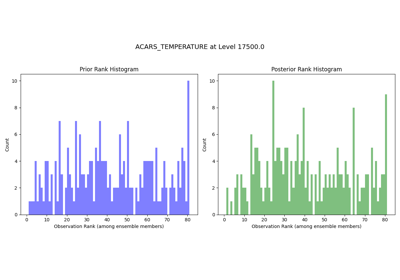 ACARS_TEMPERATURE at Level 17500.0
Prior Rank Histogram
Posterior Rank Histogram
10
8
6
4
2
0
Count
0 10 20 30 40 50 60 70 80
Observation Rank (among ensemble members)
10
8
6
4
2
0
Count
0 10 20 30 40 50 60 70 80
Observation Rank (among ensemble members)